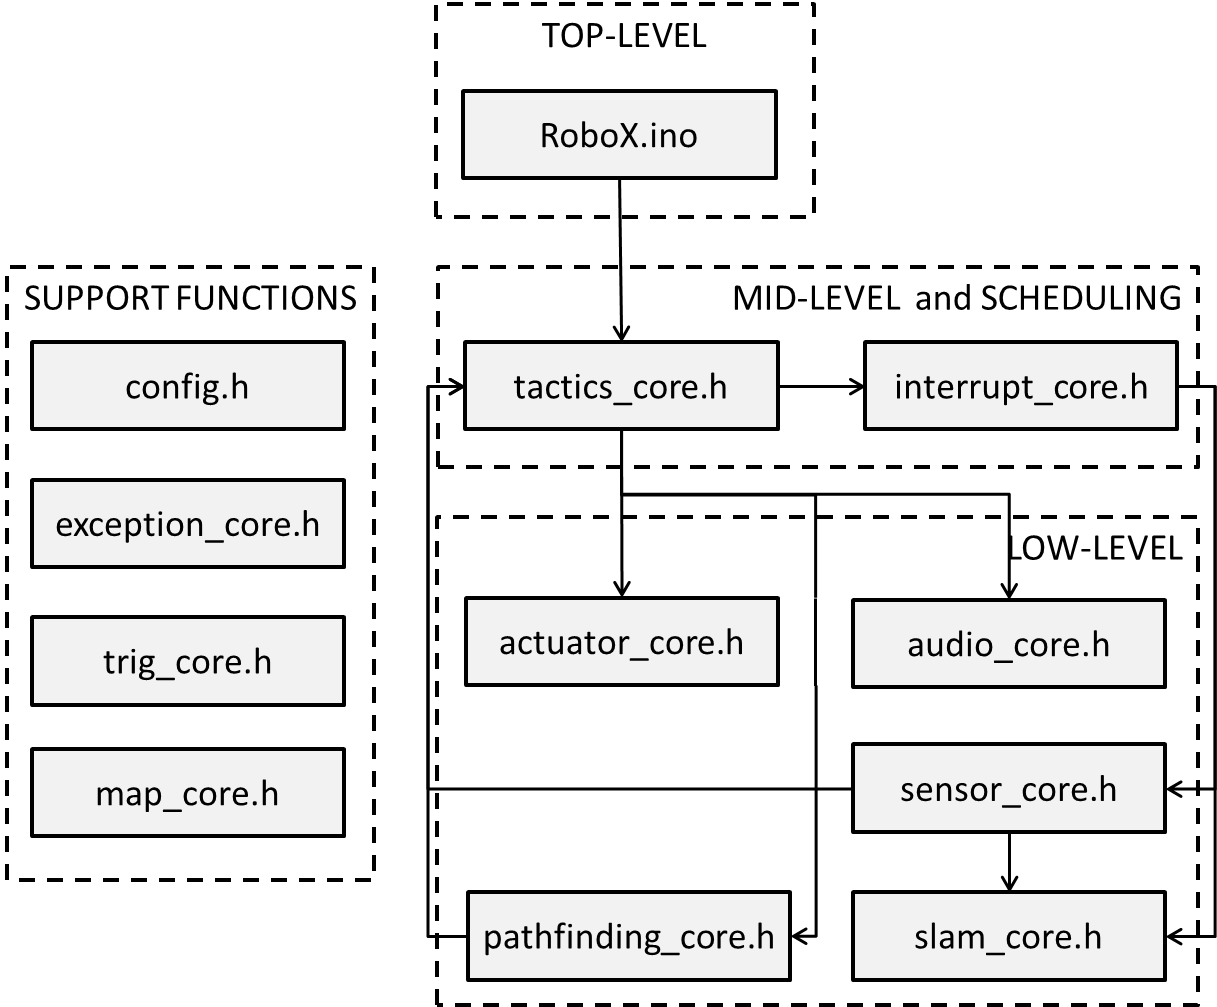 TOP-LEVEL
RoboX.ino
SUPPORT FUNCTIONS
config.h
exception_core.h
trig_core.h
map_core.h
MID-LEVEL and SCHEDULING
tactics_core.h
interrupt_core.h
LOW-LEVEL
actuator_core.h
audio_core.h
sensor_core.h
pathfinding_core.h
slam_core.h